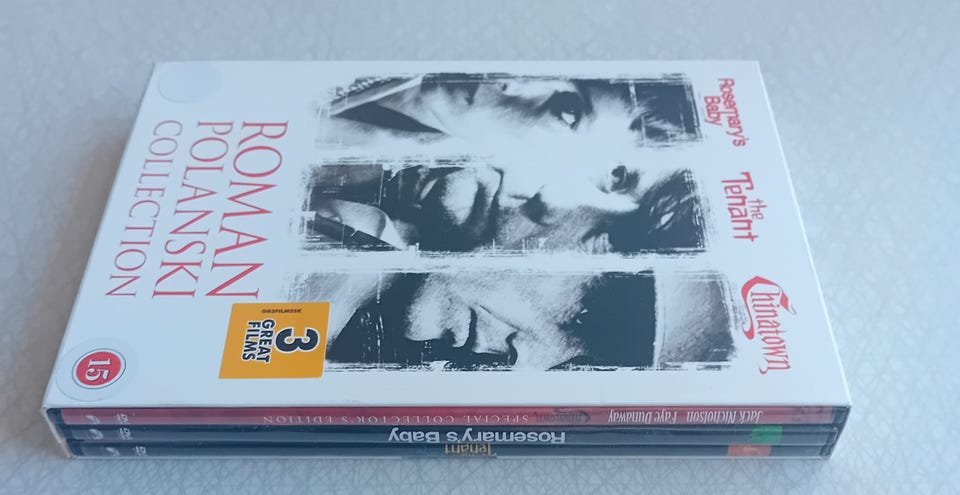 Rosemary's
Baby
the
Tenant
Chinatown
ROMAN
POLANSKI
COLLECTION
3
GREAT
FILMS
15
Jack Nicholson Faye Dunaway
SPECIAL COLLECTOR'S EDITION
Rosemary's Baby
Tenant